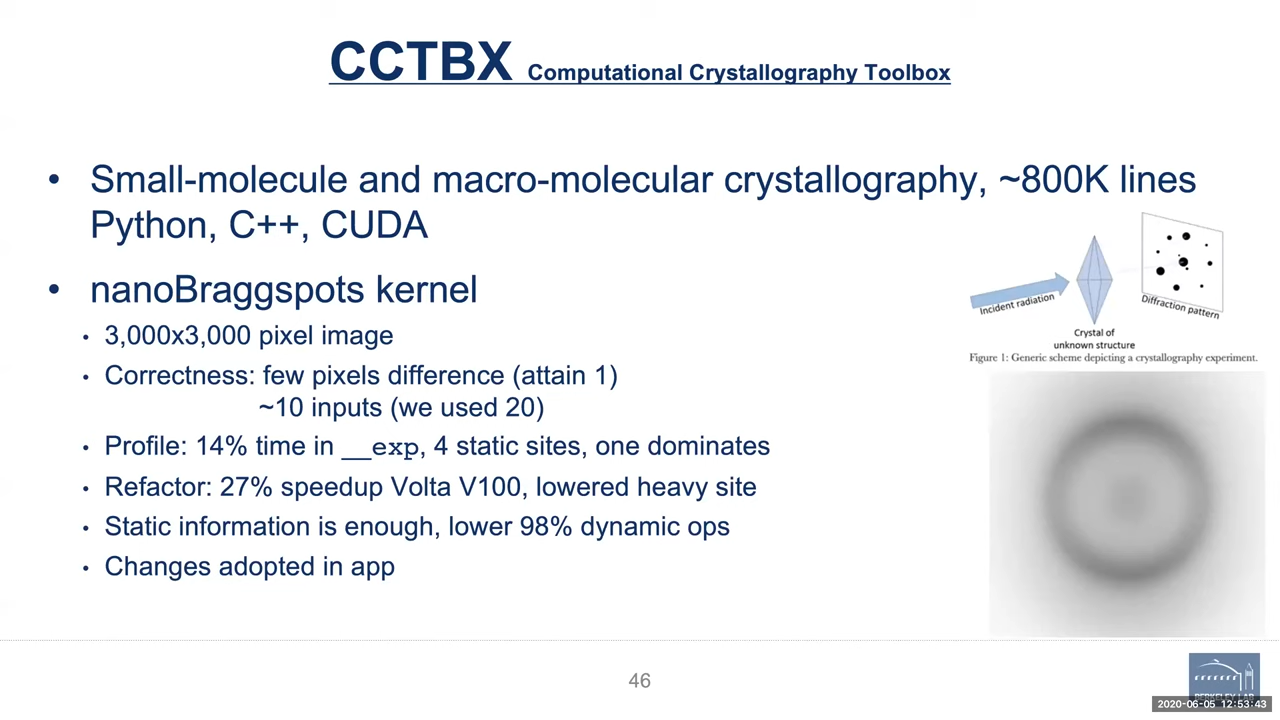 CCTBX Computational Crystallography Toolbox
• Small-molecule and macro-molecular crystallography, ~800K lines
Python, C++, CUDA
• nanoBraggspots kernel
• 3,000x3,000 pixel image
• Correctness: few pixels difference (attain 1)
~10 inputs (we used 20)
• Profile: 14% time in __exp, 4 static sites, one dominates
• Refactor: 27% speedup Volta V100, lowered heavy site
• Static information is enough, lower 98% dynamic ops
• Changes adopted in app
Incident radiation
Crystal of
unknown structure
Diffraction pattern
Figure 1: Generic scheme depicting a crystallography experiment.
46
BERKELEY LAB
2020-06-05 12:53:43